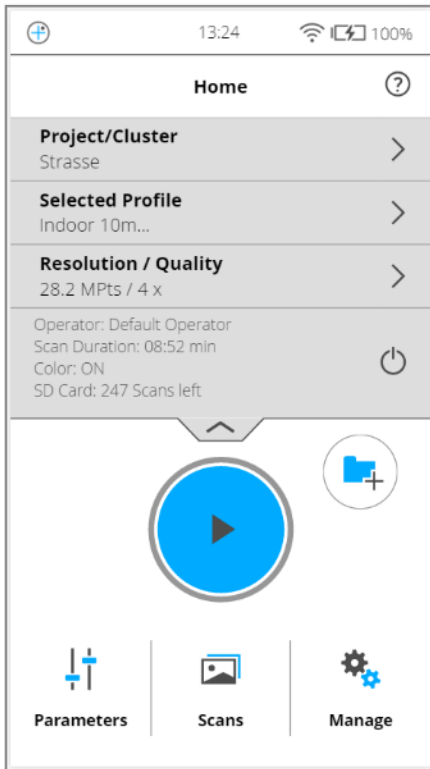 13:24
100%
Home
Project/Cluster
Strasse
Selected Profile
Indoor 10m...
Resolution / Quality
28.2 MPts / 4 x
Operator: Default Operator
Scan Duration: 08:52 min
Color: ON
SD Card: 247 Scans left
Parameters
Scans
Manage